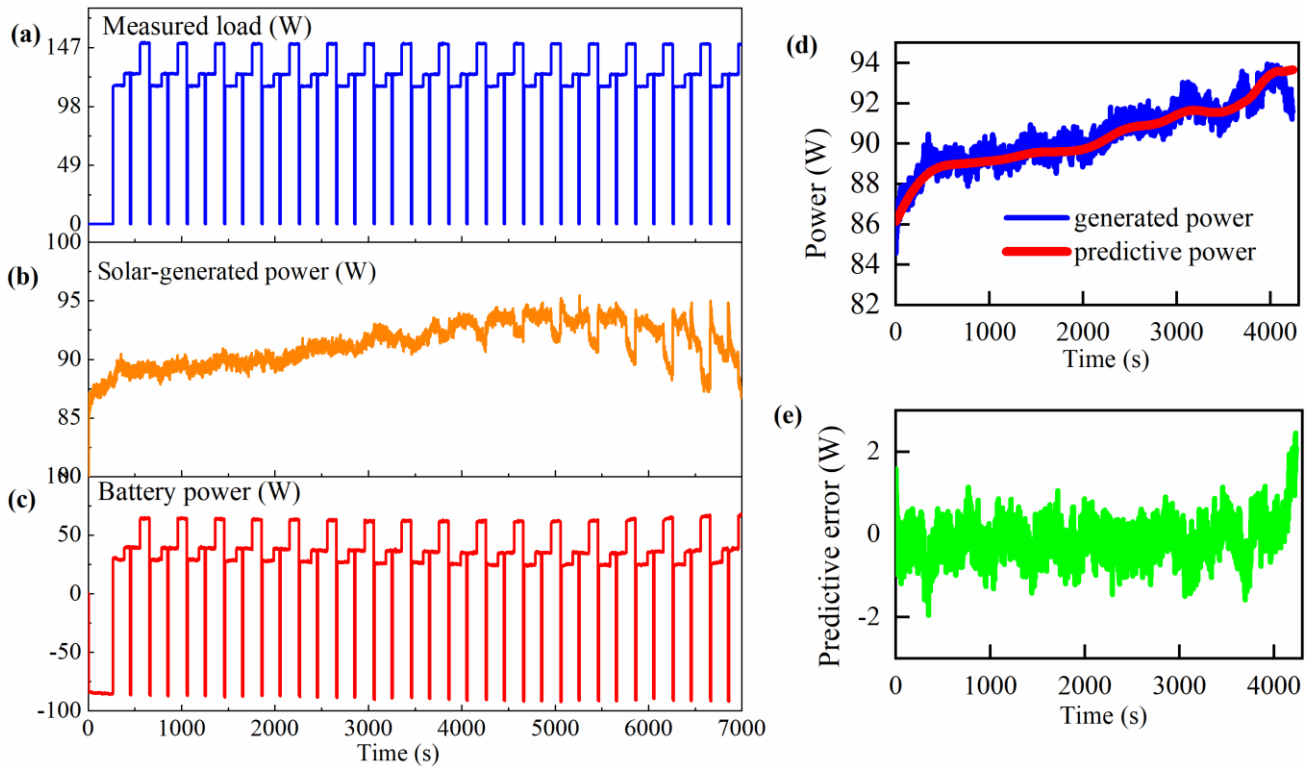 (a)
Measured load (W)
147
98
49
0
(b)
100
Solar-generated power (W)
95
90
85
(c)
Battery power (W)
50
0
-50
-100
0 1000 2000 3000 4000 5000 6000 7000
Time (s)
(d)
Power (W)
94
92
90
88
86
84
82
generated power
predictive power
0 1000 2000 3000 4000
Time (s)
(e)
Predictive error (W)
2
0
-2
0 1000 2000 3000 4000
Time (s)